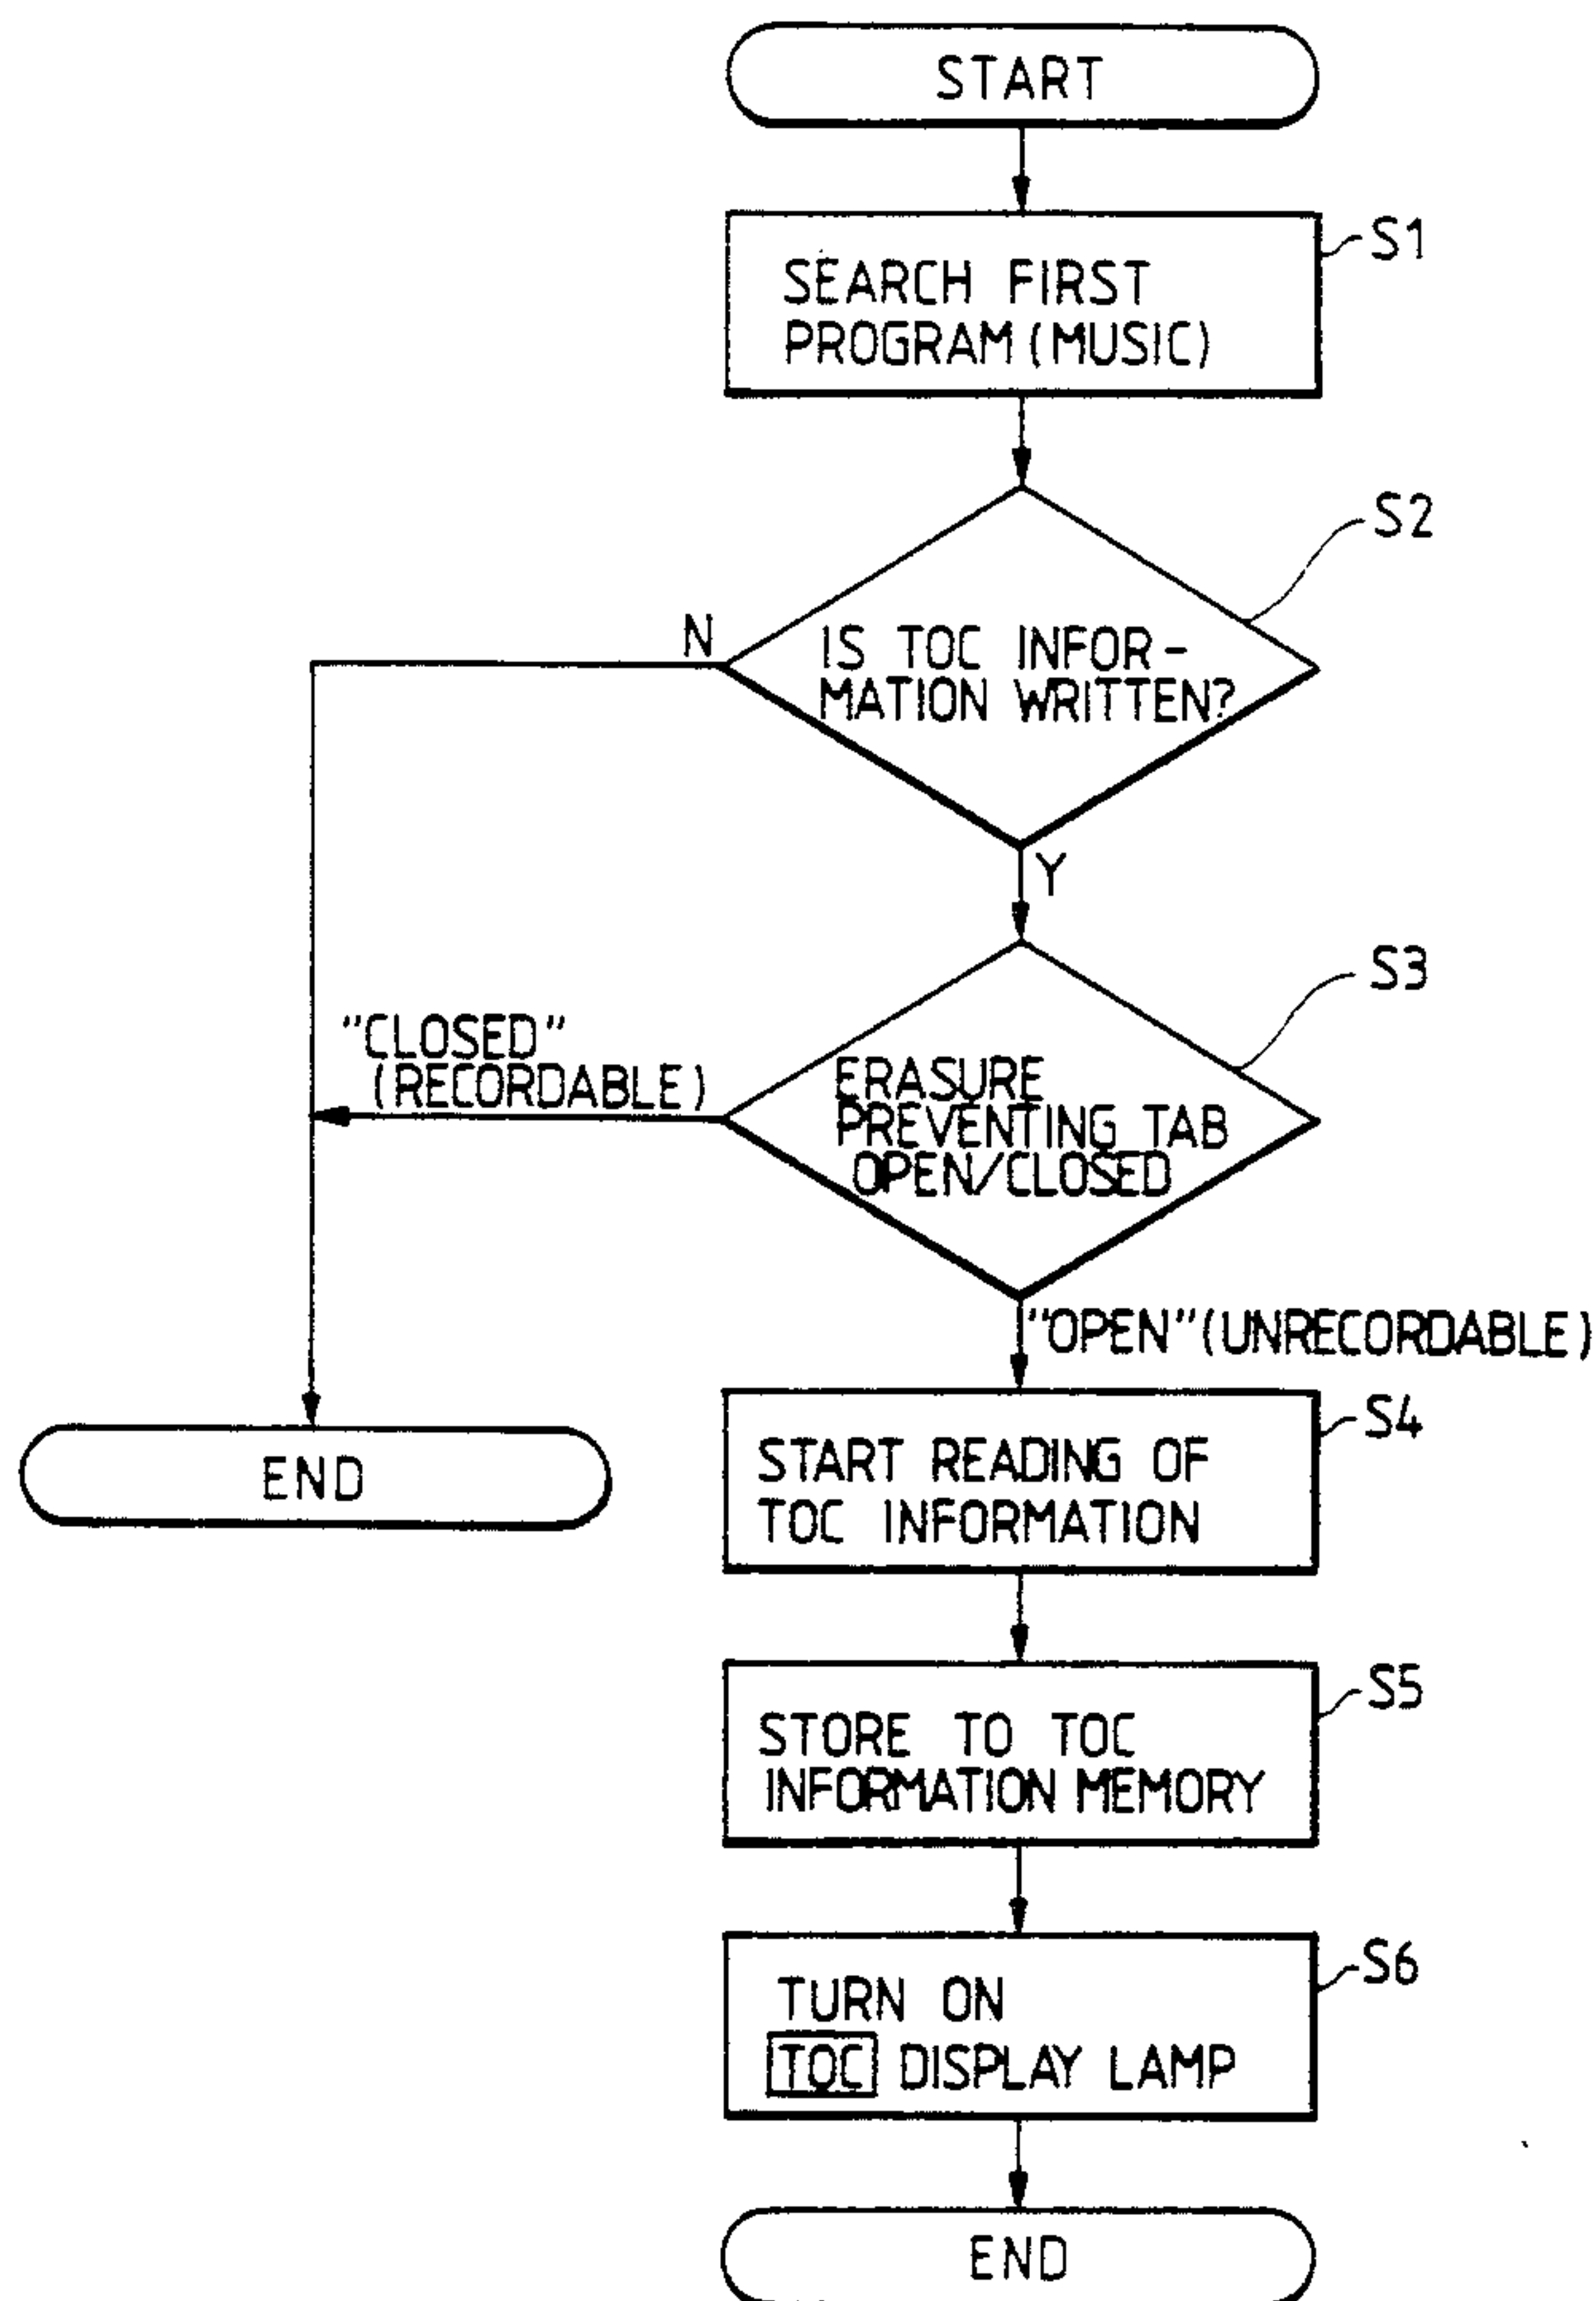 START
S1
SEARCH FIRST
PROGRAM (MUSIC)
S2
N
IS TOC INFOR-
MATION WRITTEN?
Y
S3
"CLOSED"
(RECORDABLE)
ERASURE
PREVENTING TAB
OPEN/CLOSED
"OPEN" (UNRECORDABLE)
S4
START READING OF
TOC INFORMATION
END
S5
STORE TO TOC
INFORMATION MEMORY
S6
TURN ON
TOC DISPLAY LAMP
END